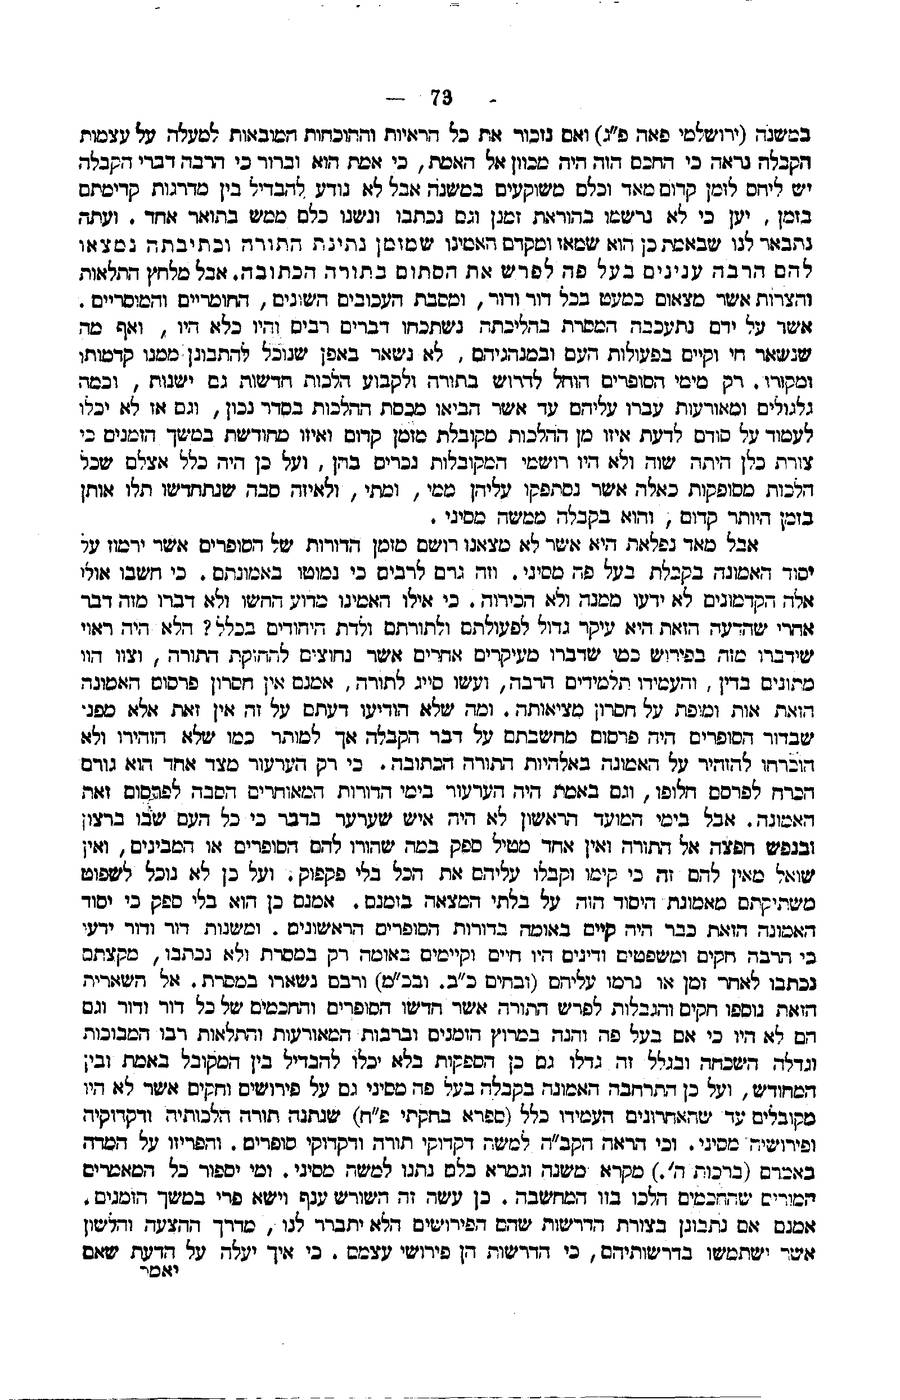 — 73 -
במשנה (ירושלמי פאה פ"ג) ואם נזכור את כל הראיות וההוכחות המובאות למעלה על עצמות
הקבלה נראה כי החכם הזה היה מכוון אל האמת, כי אמת הוא וברור כי הרבה דברי הקבלה
יש ליחס לזמן קדום מאד וכלם משוקעים במשנה אבל לא נודע להבדיל בין מדרגות קדימתם
בזמן, יען כי לא נרשמו בהוראת זמנן וגם נכתבו ונשנו כלם ממש בתואר אחד. ועתה
נתבאר לנו שבאמת כן הוא שמאז ומקדם האמינו שמזמן נתינת התורה וכתיבתה נמצאו
להם הרבה ענינים בעל פה לפרש את הסתום בתורה הכתובה. אבל מלחץ התלאות
והצרות אשר מצאום כמעט בכל דור ודור, ומסבת העכובים השונים, החומריים והמוסריים.
אשר על ידם נתעכבה המסרת בהליכתה נשתכחו דברים רבים והיו כלא היו, ואף מה
שנשאר חי וקיים בפעולות העם ובמנהגיהם, לא נשאר באפן שנוכל להתבונן ממנו קדמותו
ומקורו. רק מימי הסופרים הוחל לדרוש בתורה ולקבוע הלכות חדשות גם ישנות, וכמה
גלגולים ומאורעות עברו עליהם עד אשר הביאו מכסת ההלכות בסדר נכון, וגם אז לא יכלו
לעמוד על סודם לדעת איזו מן ההלכות מקובלת מזמן קדום ואיזו מחודשת במשך הזמנים כי
צורת כלן היתה שוה ולא היו רושמי המקובלות נכרים בהן, ועל כן היה כלל אצלם שכל
הלכות מסופקות כאלה אשר נסתפקו עליהן ממי, ומתי, ולאיזה סבה שנתחדשו תלו אותן
בזמן היותר קדום, והוא בקבלה ממשה מסיני.
אבל מאד נפלאת היא אשר לא מצאנו רושם מזמן הדורות של הסופרים אשר ירמוז על
יסוד האמונה בקבלת בעל פה מסיני. וזה גרם לרבים כי נמוטו באמונתם. כי חשבו אולי
אלה הקדמונים לא ידעו ממנה ולא הכירוה. כי אילו האמינו מדוע החשו ולא דברו מזה דבר
אחרי שהדעה הזאת היא עיקר גדול לפעולתם ולתורתם ולדת היהודים בכלל? הלא היה ראוי
שידברו מזה בפירוש כמו שדברו מעיקרים אחרים אשר נחוצים להחזקת התורה, וצוו הוו
מתונים בדין, והעמידו תלמידים הרבה, ועשו סייג לתורה, אמנם אין חסרון פרסום האמונה
הזאת אות ומופת על חסרון מציאותה. ומה שלא הודיעו דעתם על זה אין זאת אלא מפני
שבדור הסופרים היה פרסום מחשבתם על דבר הקבלה אך למותר כמו שלא הזהירו ולא
הוכרחו להזהיר על האמונה באלהיות התורה הכתובה. כי רק הערעור מצד אחד הוא גורם
הכרח לפרסם חלופו, וגם באמת היה הערעור בימי הדורות המאוחרים הסבה לפרסום זאת
האמונה. אבל בימי המועד הראשון לא היה איש שערער בדבר כי כל העם שבו ברצון
ובנפש חפצה אל התורה ואין אחד מטיל ספק במה שהורו להם הסופרים או המבינים, ואין
שואל מאין להם זה כי קימו וקבלו עליהם את הכל בלי פקפוק. ועל כן לא נוכל לשפוט
משתיקתם מאמונת היסוד הזה על בלתי המצאה בזמנם. אמנם כן הוא בלי ספק כי יסוד
האמונה הזאת כבר היה קיים באומה בדורות הסופרים הראשונים. ומשנות דור ודור ידעי
כי הרבה חקים ומשפטים ודינים היו חיים וקיימים באומה רק במסרת ולא נכתבו, מקצתם
נכתבו לאחר זמן או נרמו עליהם (זבחים כ"ב. ובכ"מ) ורבם נשארו במסרת. אל השארית
הזאת נוספו חקים והגבלות לפרש התורה אשר חדשו הסופרים והחכמים של כל דור ודור וגם
הם לא היו כי אם בעל פה והנה במרוץ הזמנים וברבות המאורעות והתלאות רבו המבוכות
וגדלה השכחה ובגלל זה גדלו גם כן הספקות בלא יכלו להבדיל בין המקובל באמת ובין
המחודש, ועל כן התרחבה האמונה בקבלה בעל פה מסיני גם על פירושים וחקים אשר לא היו
מקובלים עד שהאחרונים העמידו כלל (ספרא בחקתי פ"ח) שנתנה תורה הלכותיה ודקדוקיה
ופירושיה מסיני. וכי הראה הקב"ה למשה דקדוקי תורה ודקדוקי סופרים. והפריזו על המדה
באמרם (ברכות ה'.) מקרא משנה וגמרא כלם נתנו למשה מסיני. ומי יספור כל המאמרים
המורים שהחכמים הלכו בזו המחשבה. כן עשה זה השורש ענף וישא פרי במשך הזמנים.
אמנם אם נתבונן בצורת הדרשות שהם הפירושים הלא יתברר לנו, מדרך ההצעה והלשון
אשר ישתמשו בדרשותיהם, כי הדרשות הן פירושי עצמם. כי איך יעלה על הדעת שאם
יאמר